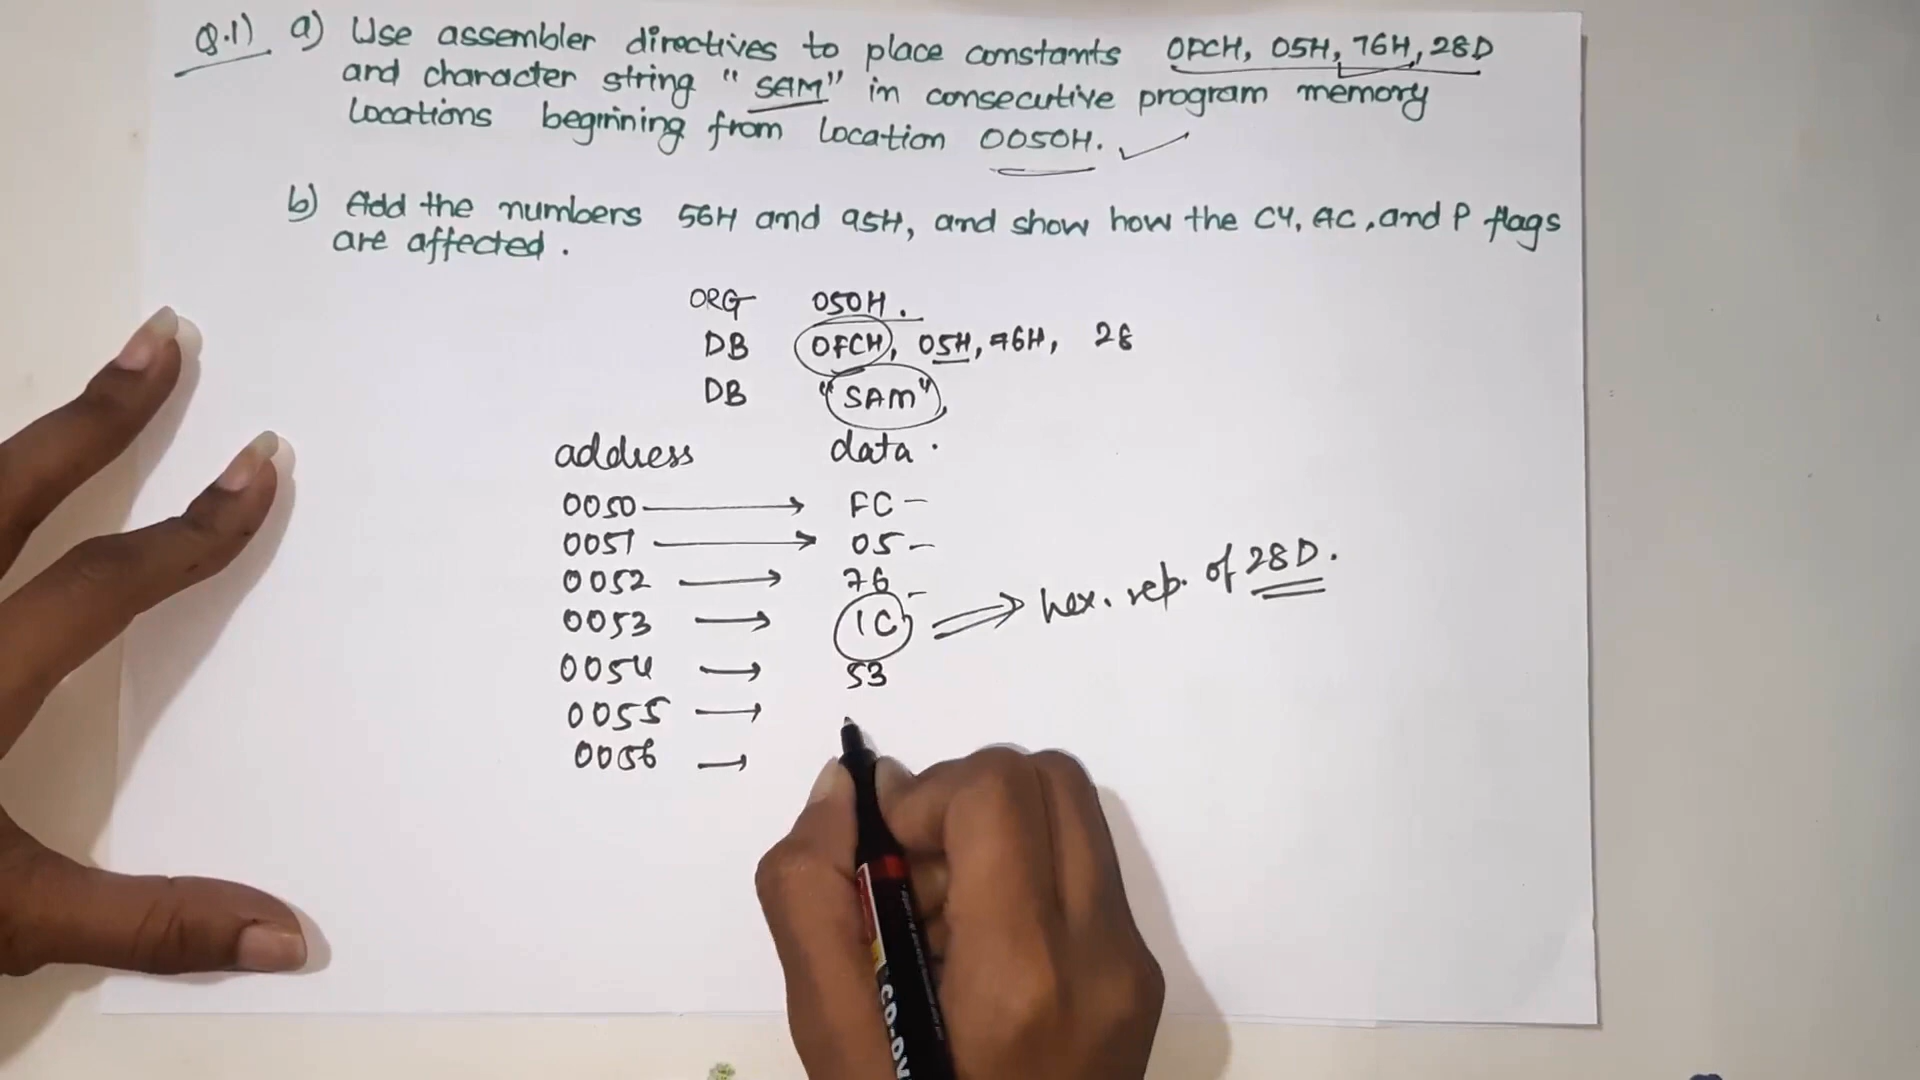 Q.1) a) Use assembler directives to place constants 0FCH, 05H, 76H, 28D
and character string "SAM" in consecutive program memory
Locations beginning from location 0050H. ✓
b) Add the numbers 56H and 95H, and show how the CY, AC, and P flags
are affected.
ORG 050H.
DB 0FCH, 05H, 76H, 28
DB "SAM",
address data.
0050 → FC -
0051 → 05 -
0052 → 76 -
0053 → 1C ⇒ hex. rep. of 28D.
0054 → 53
0055 →
0056 →